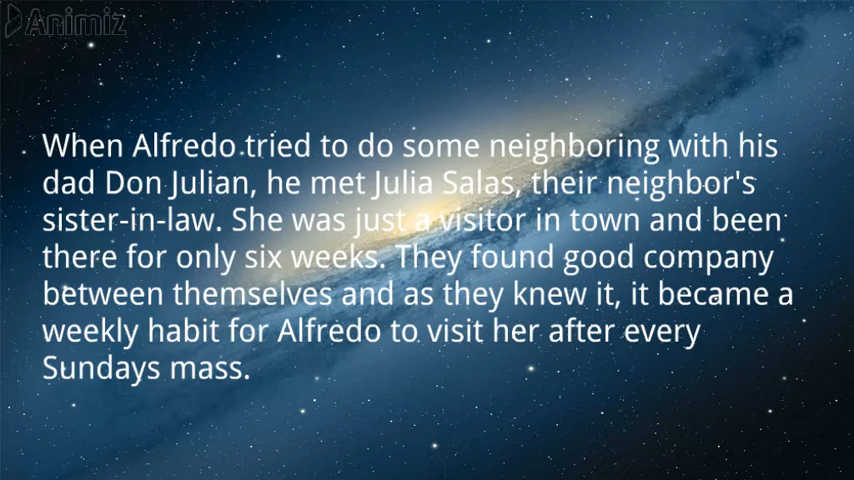 Animiz
When Alfredo tried to do some neighboring with his
dad Don Julian, he met Julia Salas, their neighbor's
sister-in-law. She was just a visitor in town and been
there for only six weeks. They found good company
between themselves and as they knew it, it became a
weekly habit for Alfredo to visit her after every
Sundays mass.